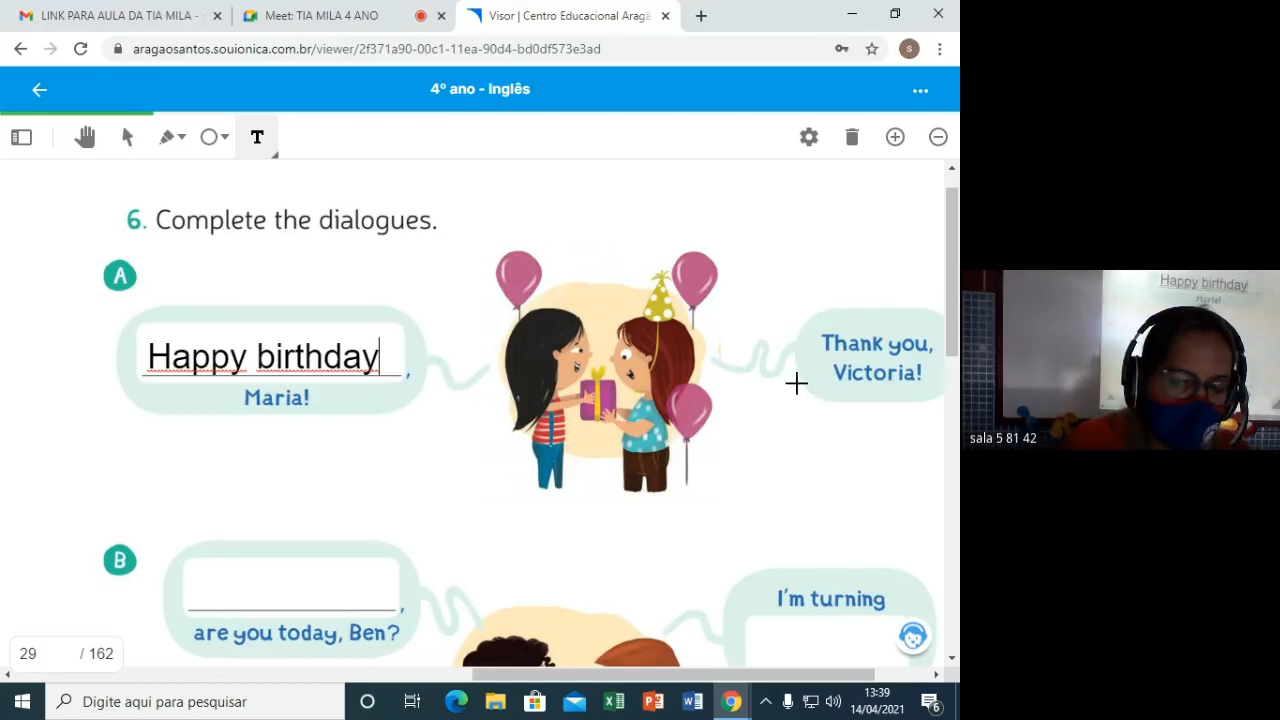 LINK PARA AULA DA TIA MILA -
Meet: TIA MILA 4 ANO
Visor | Centro Educacional Aragã
aragaosantos.souionica.com.br/viewer/2f371a90-00c1-11ea-90d4-bd0df573e3ad
S
4º ano - Inglês
T
6. Complete the dialogues.
A
Happy birthday,
Maria!
Thank you,
Victoria!
B
,
are you today, Ben?
I'm turning
29 / 162
Happy birthday
Maria!
sala 5 81 42
Digite aqui para pesquisar
13:39
14/04/2021
6